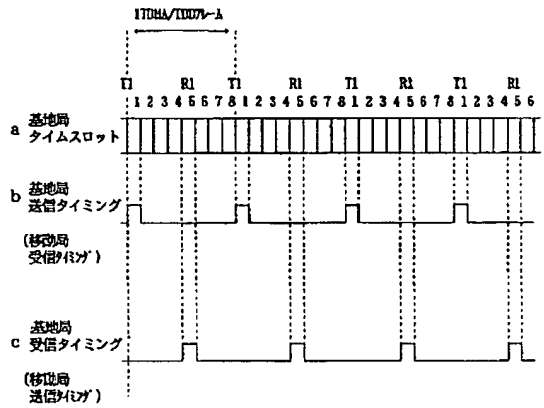 1TDMA/TDDフレーム
T1 R1 T1 R1 T1 R1 T1 R1
1 2 3 4 5 6 7 8 1 2 3 4 5 6 7 8 1 2 3 4 5 6 7 8 1 2 3 4 5 6
a 基地局
タイムスロット
b 基地局
送信タイミング
(移動局
受信タイミング)
c 基地局
受信タイミング
(移動局
送信タイミング)